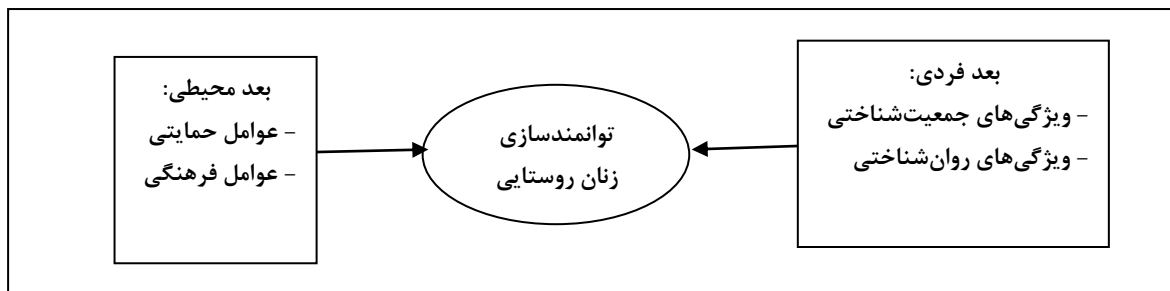 بعد فردی:
- ویژگی‌های جمعیت‌شناختی
- ویژگی‌های روان‌شناختی
توانمندسازی
زنان روستایی
بعد محیطی:
- عوامل حمایتی
- عوامل فرهنگی